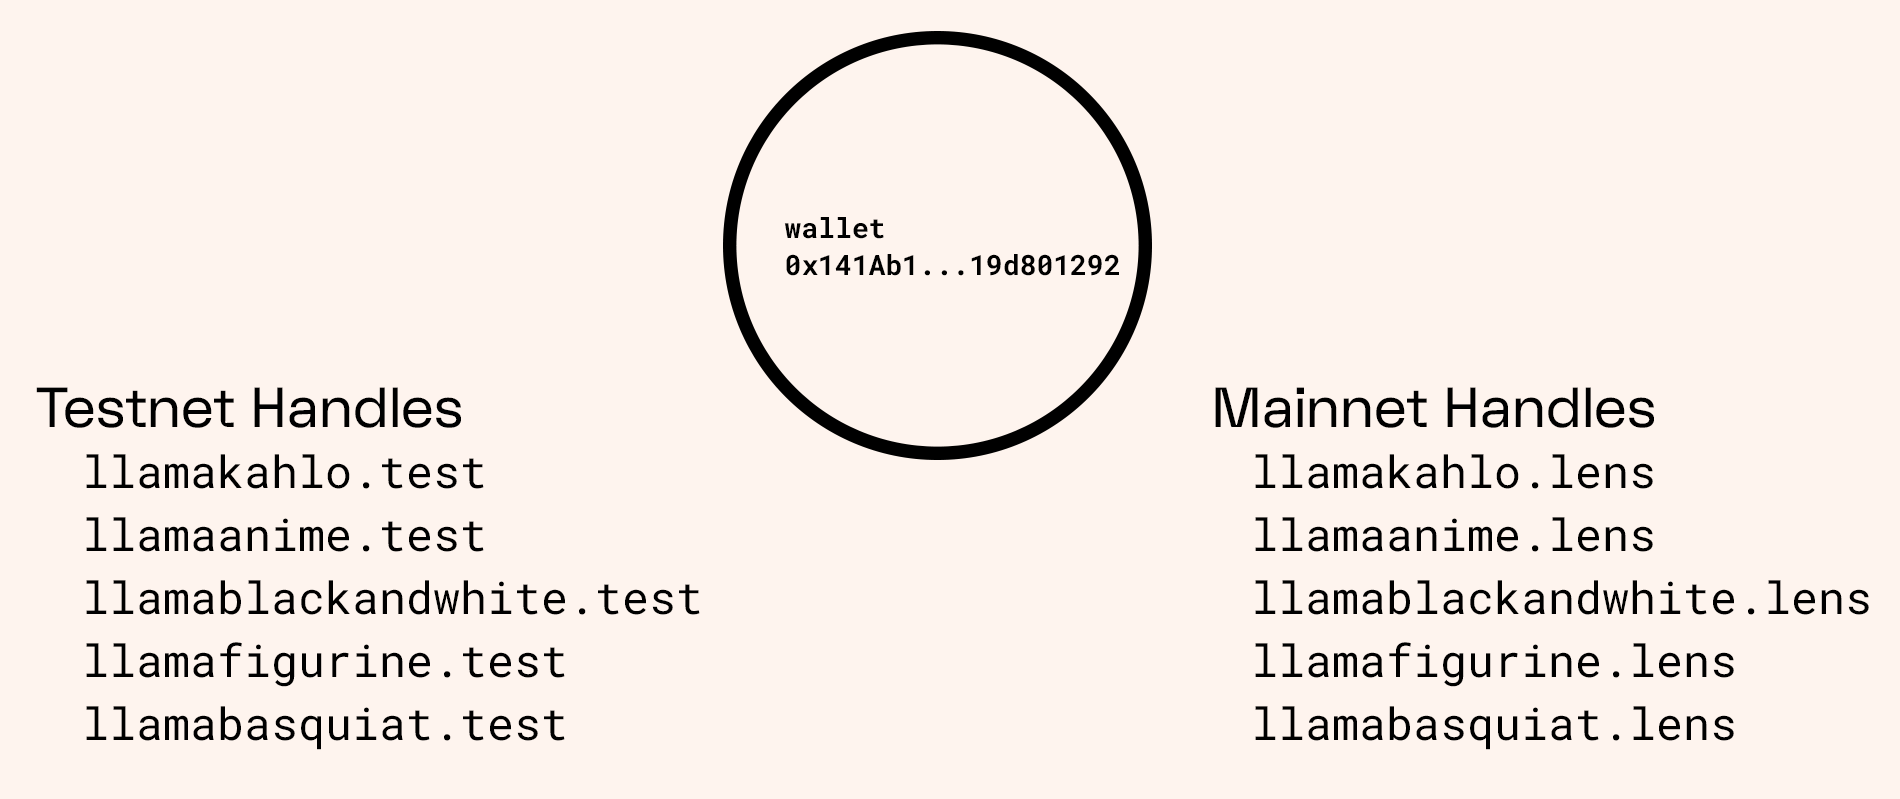 wallet
0x141Ab1...19d801292
Testnet Handles
llamakahlo.test
llamaanime.test
llamablackandwhite.test
llamafigurine.test
llamabasquiat.test
Mainnet Handles
llamakahlo.lens
llamaanime.lens
llamablackandwhite.lens
llamafigurine.lens
llamabasquiat.lens